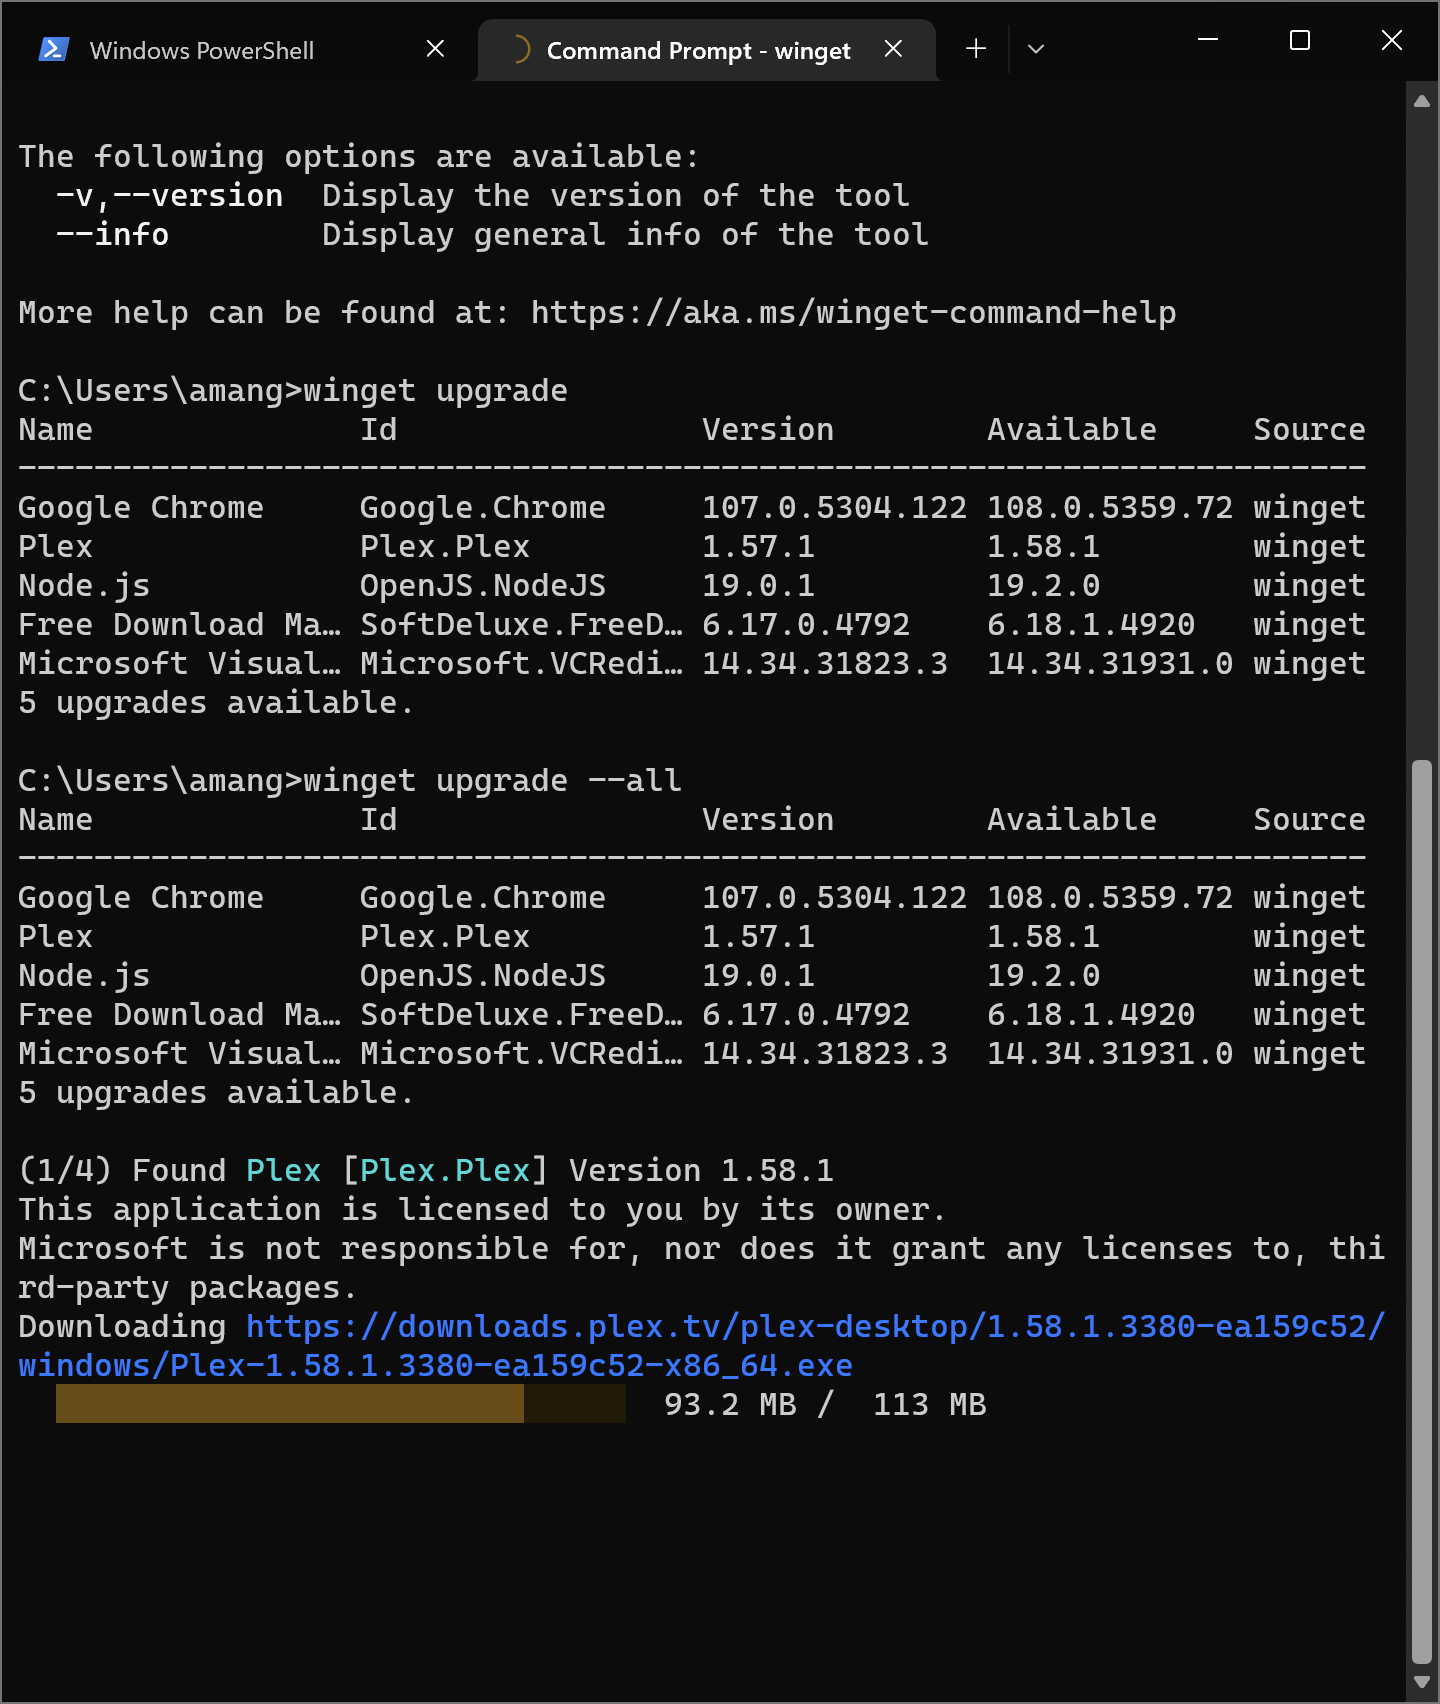 Windows PowerShell
Command Prompt - winget
The following options are available:
  -v,--version  Display the version of the tool
  --info        Display general info of the tool
More help can be found at: https://aka.ms/winget-command-help
C:\Users\amang>winget upgrade
Name              Id                Version        Available     Source
-----------------------------------------------------------------------
Google Chrome     Google.Chrome     107.0.5304.122 108.0.5359.72 winget
Plex              Plex.Plex         1.57.1         1.58.1        winget
Node.js           OpenJS.NodeJS     19.0.1         19.2.0        winget
Free Download Ma… SoftDeluxe.FreeD… 6.17.0.4792    6.18.1.4920   winget
Microsoft Visual… Microsoft.VCRedi… 14.34.31823.3  14.34.31931.0 winget
5 upgrades available.
C:\Users\amang>winget upgrade --all
Name              Id                Version        Available     Source
-----------------------------------------------------------------------
Google Chrome     Google.Chrome     107.0.5304.122 108.0.5359.72 winget
Plex              Plex.Plex         1.57.1         1.58.1        winget
Node.js           OpenJS.NodeJS     19.0.1         19.2.0        winget
Free Download Ma… SoftDeluxe.FreeD… 6.17.0.4792    6.18.1.4920   winget
Microsoft Visual… Microsoft.VCRedi… 14.34.31823.3  14.34.31931.0 winget
5 upgrades available.
(1/4) Found Plex [Plex.Plex] Version 1.58.1
This application is licensed to you by its owner.
Microsoft is not responsible for, nor does it grant any licenses to, thi
rd-party packages.
Downloading https://downloads.plex.tv/plex-desktop/1.58.1.3380-ea159c52/
windows/Plex-1.58.1.3380-ea159c52-x86_64.exe
93.2 MB /  113 MB